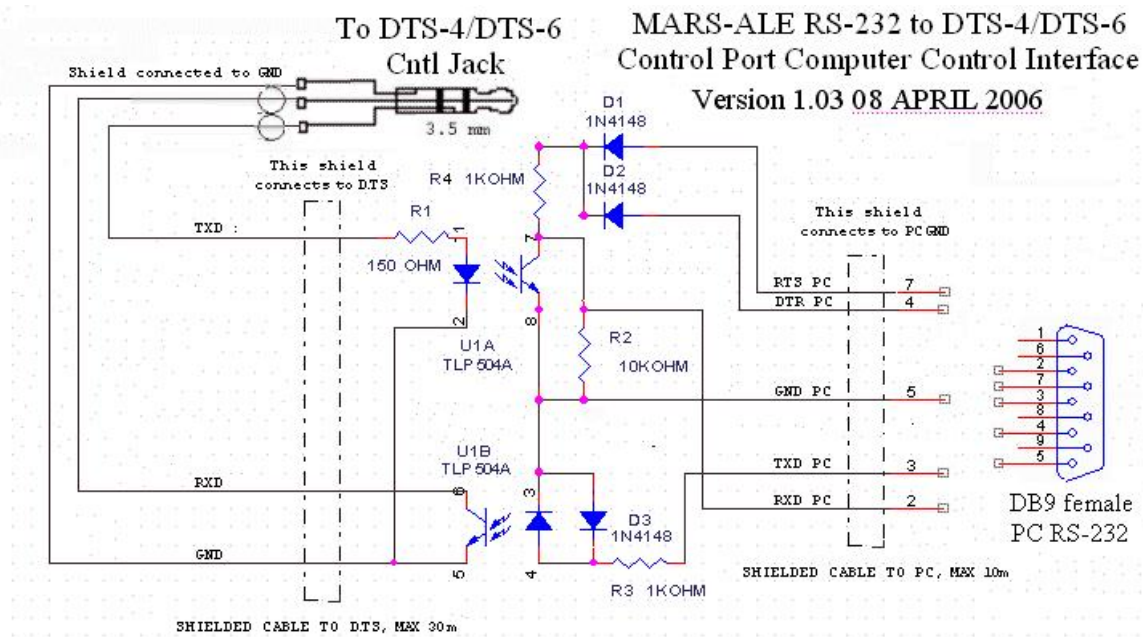 To DTS-4/DTS-6
Cntl Jack
MARS-ALE RS-232 to DTS-4/DTS-6
Control Port Computer Control Interface
Version 1.03 08 APRIL 2006
Shield connected to GND
3.5 mm
D1
1N4148
D2
1N4148
This shield
connects to DTS
R4 1KOHM
R1
TXD :
150 OHM
1
2
7
8
U1A
TLP504A
R2
10KOHM
This shield
connects to PC GND
RTS PC 7
DTR PC 4
GND PC 5
TXD PC 3
RXD PC 2
1
6
2
7
3
8
4
9
5
DB9 female
PC RS-232
U1B
TLP504A
RXD
6
3
D3
1N4148
GND
5
4
R3 1KOHM
SHIELDED CABLE TO PC, MAX 10m
SHIELDED CABLE TO DTS, MAX 30m